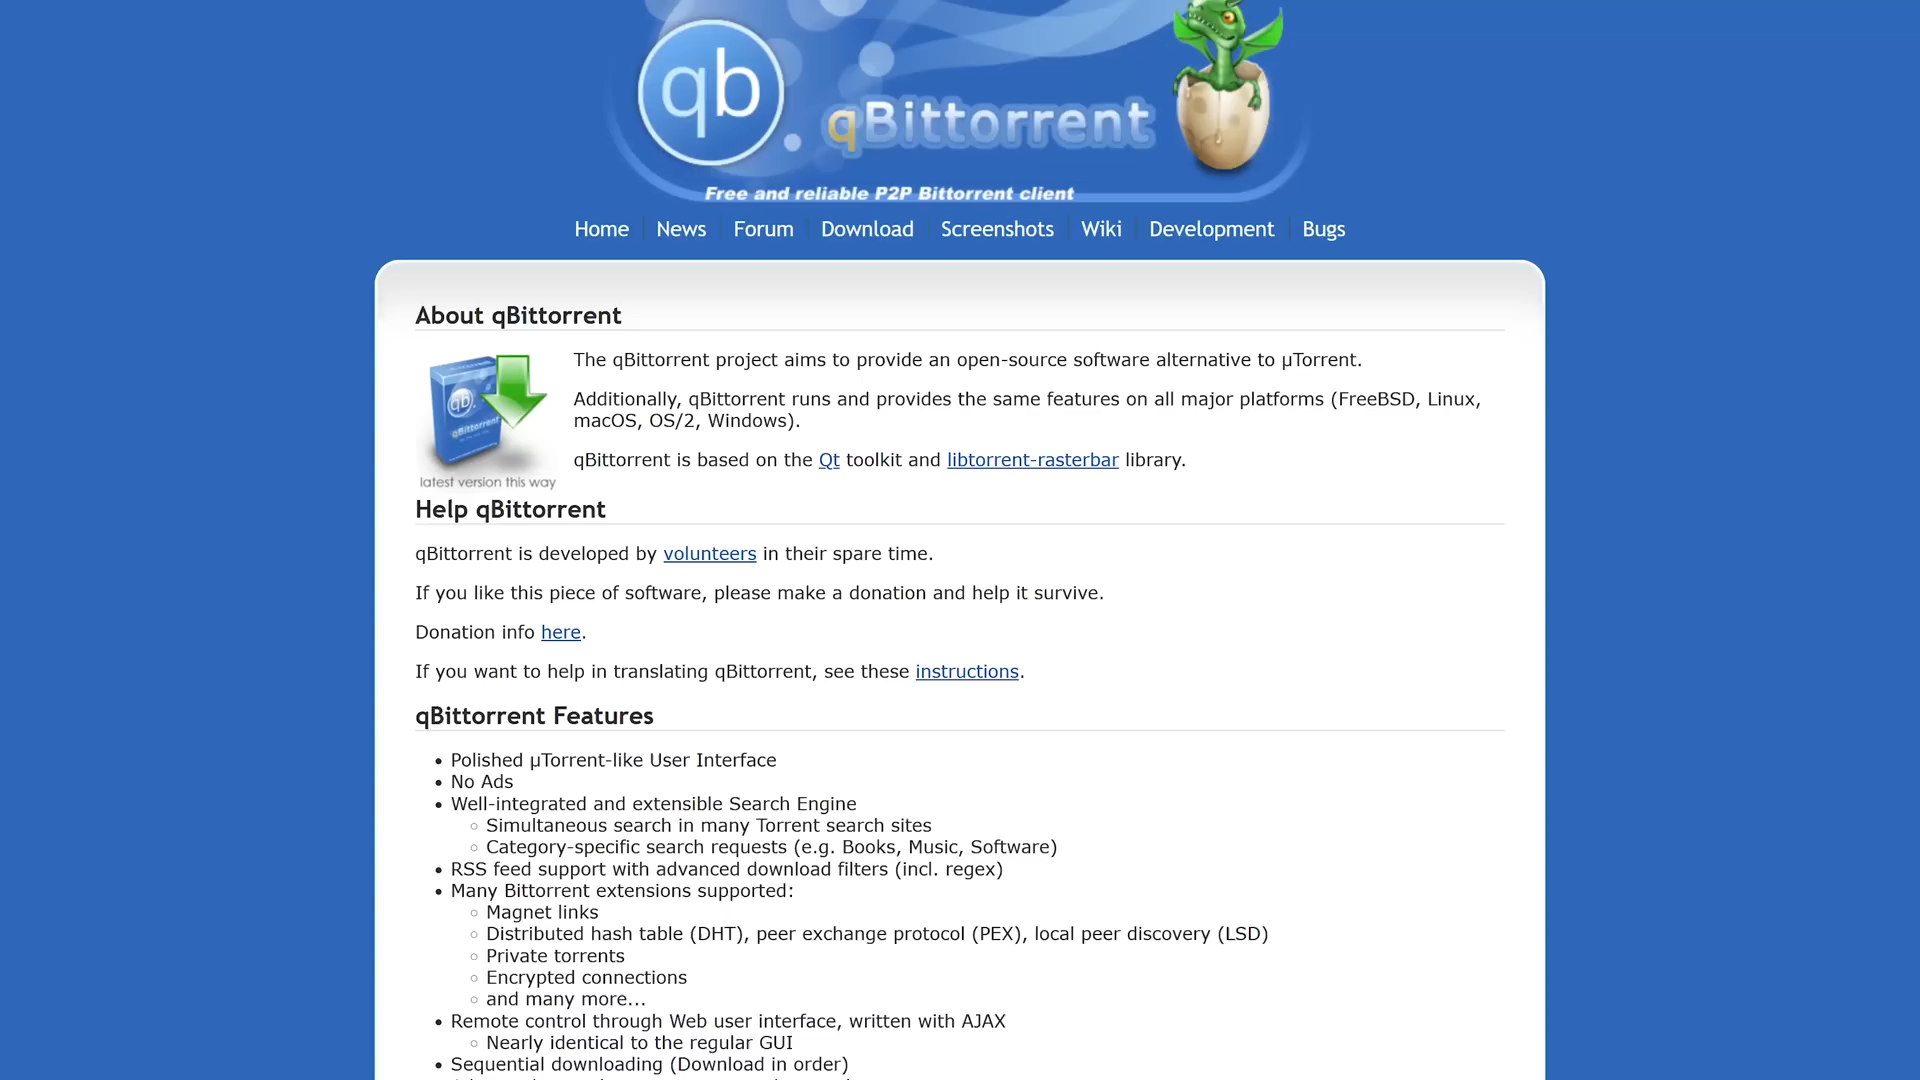 qb
qBittorrent
Free and reliable P2P Bittorrent client
Home News Forum Download Screenshots Wiki Development Bugs
About qBittorrent
qb
qBittorrent
latest version this way
The qBittorrent project aims to provide an open-source software alternative to µTorrent.
Additionally, qBittorrent runs and provides the same features on all major platforms (FreeBSD, Linux,
macOS, OS/2, Windows).
qBittorrent is based on the Qt toolkit and libtorrent-rasterbar library.
Help qBittorrent
qBittorrent is developed by volunteers in their spare time.
If you like this piece of software, please make a donation and help it survive.
Donation info here.
If you want to help in translating qBittorrent, see these instructions.
qBittorrent Features
Polished µTorrent-like User Interface
No Ads
Well-integrated and extensible Search Engine
Simultaneous search in many Torrent search sites
Category-specific search requests (e.g. Books, Music, Software)
RSS feed support with advanced download filters (incl. regex)
Many Bittorrent extensions supported:
Magnet links
Distributed hash table (DHT), peer exchange protocol (PEX), local peer discovery (LSD)
Private torrents
Encrypted connections
and many more...
Remote control through Web user interface, written with AJAX
Nearly identical to the regular GUI
Sequential downloading (Download in order)